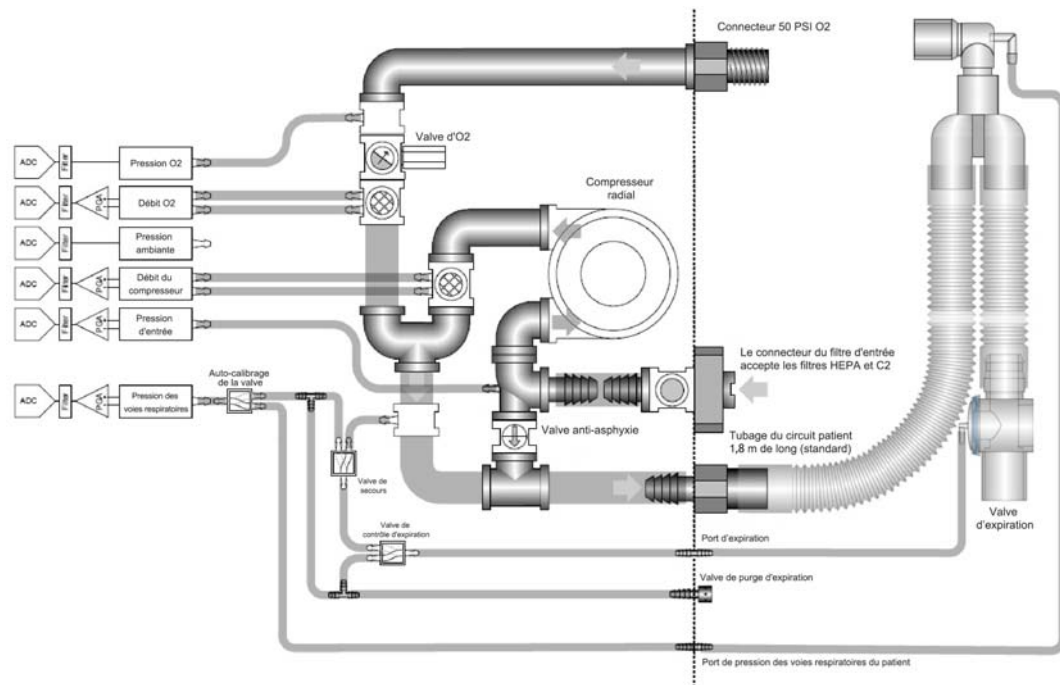 Connecteur 50 PSI O2
Valve d'O2
ADC
Filter
Pression O2
Compresseur
radial
ADC
Filter
PGA
Débit O2
ADC
Filter
Pression
ambiante
ADC
Filter
PGA
Débit du
compresseur
ADC
Filter
PGA
Pression
d'entrée
Le connecteur du filtre d'entrée
accepte les filtres HEPA et C2
Auto-calibrage
de la valve
ADC
Filter
PGA
Pression des
voies respiratoires
Valve anti-asphyxie
Tubage du circuit patient
1,8 m de long (standard)
Valve de
secours
Valve
d'expiration
Valve de
contrôle d'expiration
Port d'expiration
Valve de purge d'expiration
Port de pression des voies respiratoires du patient